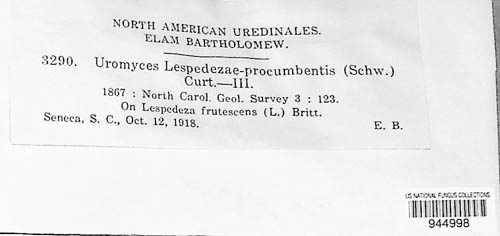 NORTH AMERICAN UREDINALES.
ELAM BARTHOLOMEW.
3290. Uromyces Lespedezae-procumbentis (Schw.)
Curt.—III.
1867 : North Carol. Geol. Survey 3 : 123.
On Lespedeza frutescens (L.) Britt.
Seneca, S. C., Oct. 12, 1918. E. B.
US NATIONAL FUNGUS COLLECTIONS
944998